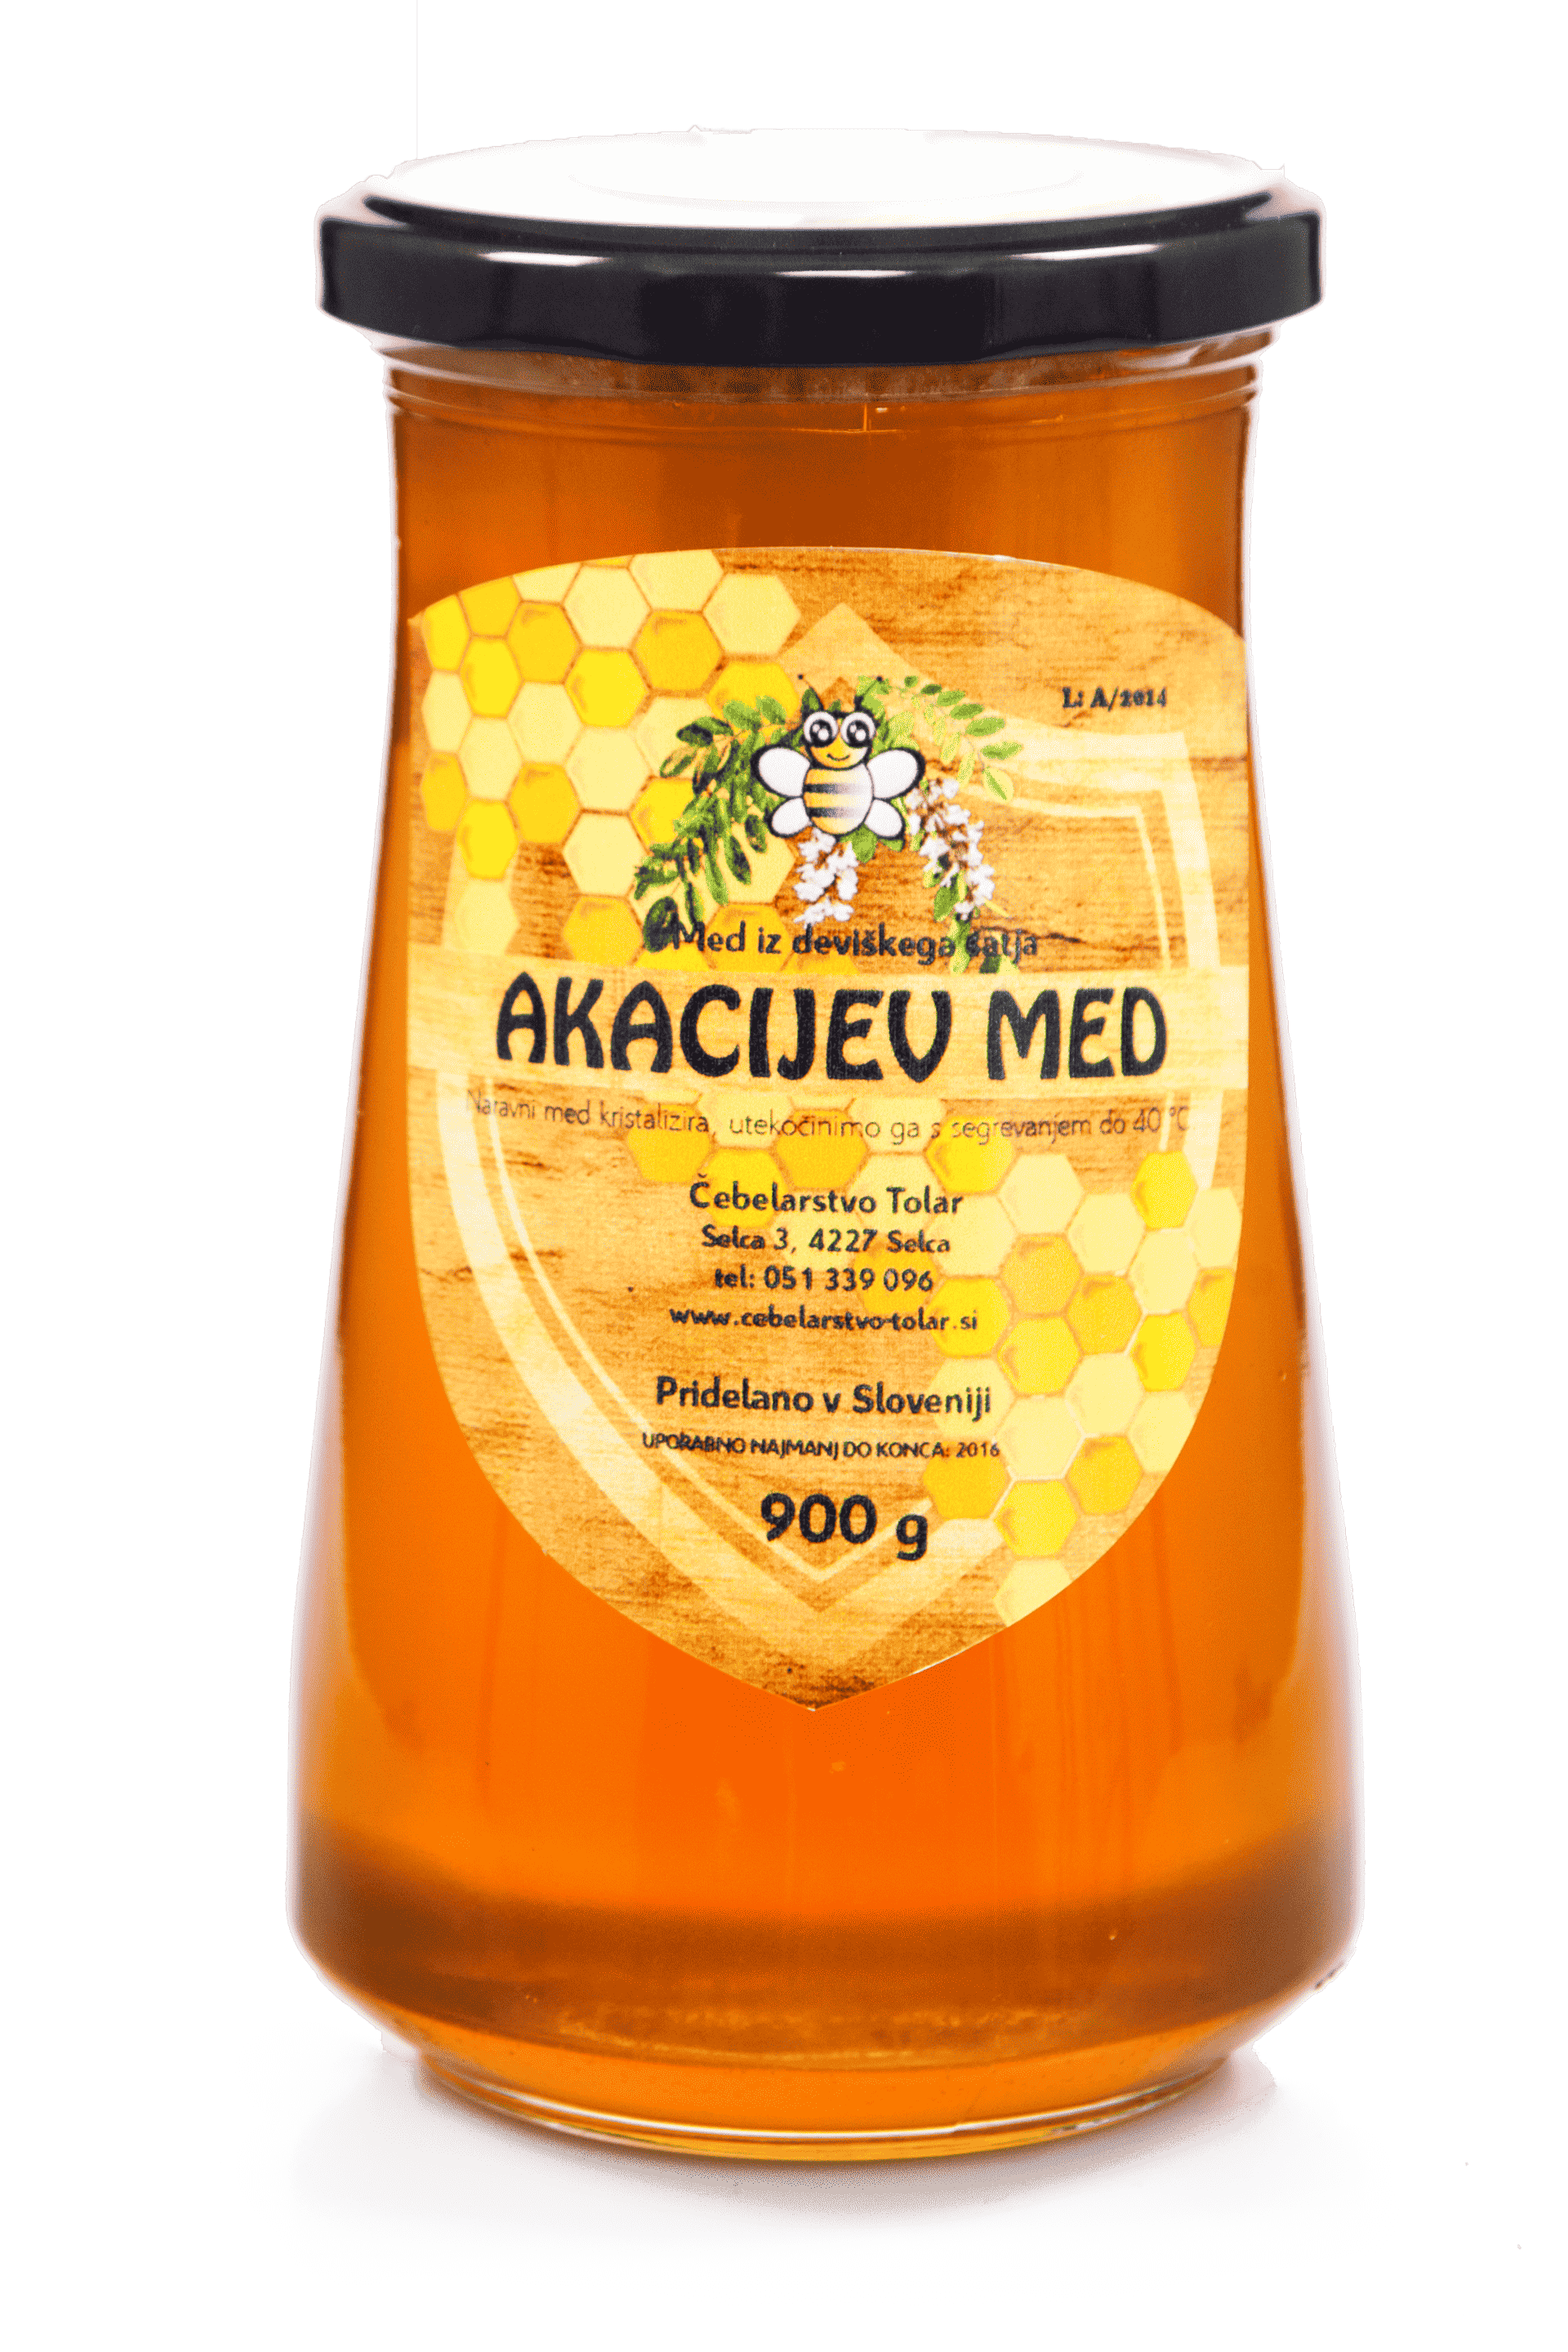 L: A/2014
Med iz deviškega satja
AKACIJEV MED
Naravni med kristalizira, utekočinimo ga s segrevanjem do 40 °C
Čebelarstvo Tolar
Selca 3, 4227 Selca
tel: 051 339 096
www.cebelarstvo-tolar.si
Pridelano v Sloveniji
UPORABNO NAJMANJ DO KONCA: 2016
900 g